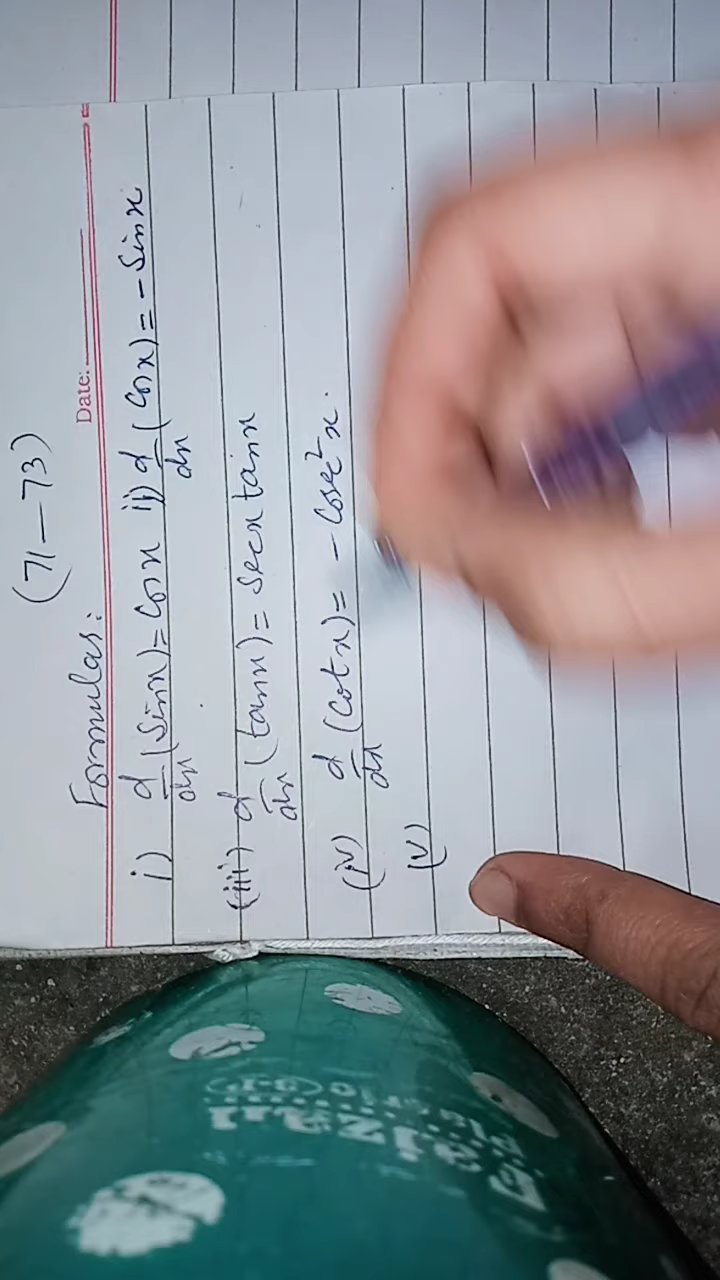 (71-73)
Date:
Formulas:
i) d/dx (Sinx) = Cosx ii) d/dx (Cosx) = - Sinx
(iii) d/dx (tanx) = Secx tanx
(iv) d/dx (Cotx) = - Cosec²x.
(v)